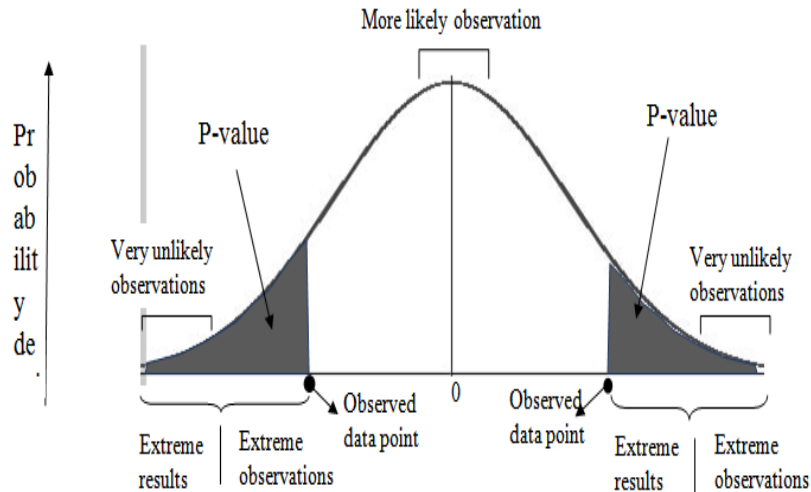 More likely observation
Pr
ob
ab
ilit
y de
.
P-value
P-value
Very unlikely
observations
Very unlikely
observations
0
Observed
data point
Observed
data point
Extreme
results
Extreme
observations
Extreme
results
Extreme
observations